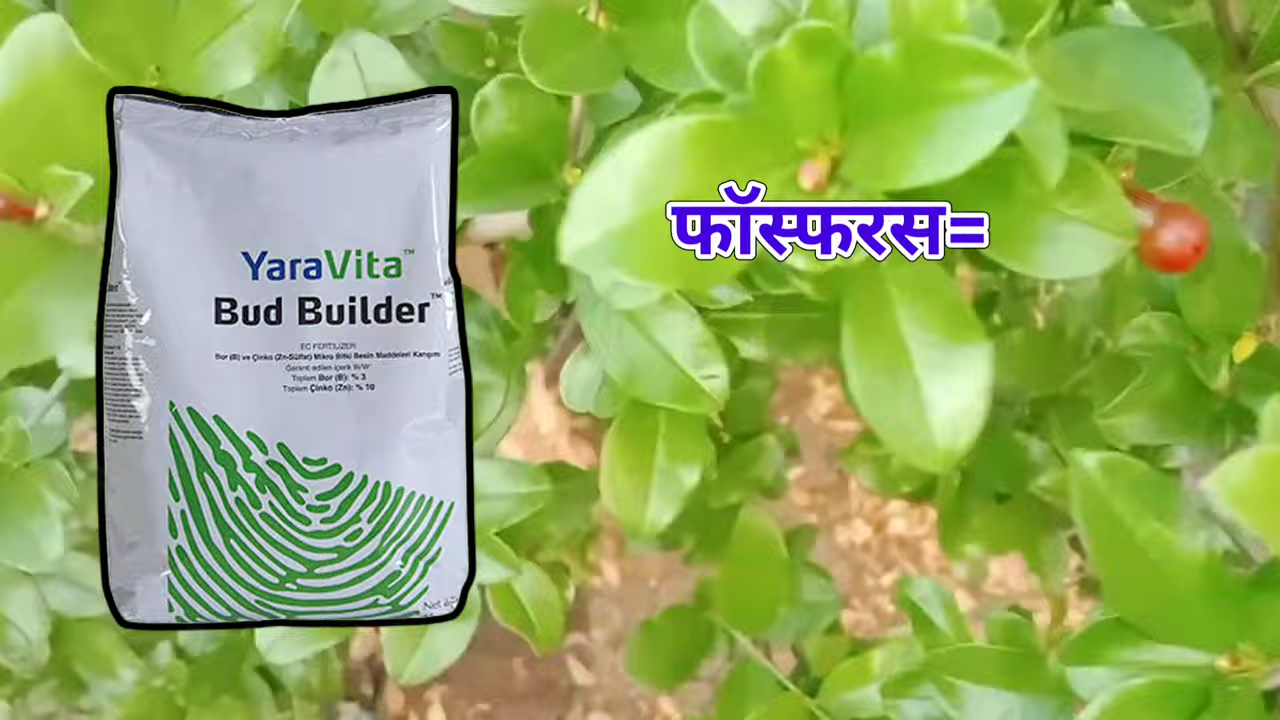 YaraVita™
Bud Builder™
EC FERTILIZER
Bor (B) ve Çinko (Zn-Sülfat) Mikro Bitki Besin Maddeleri Karışımı
Garanti edilen içerik W/W
Toplam Bor (B): % 3
Toplam Çinko (Zn): % 10
Net
फॉस्फरस=